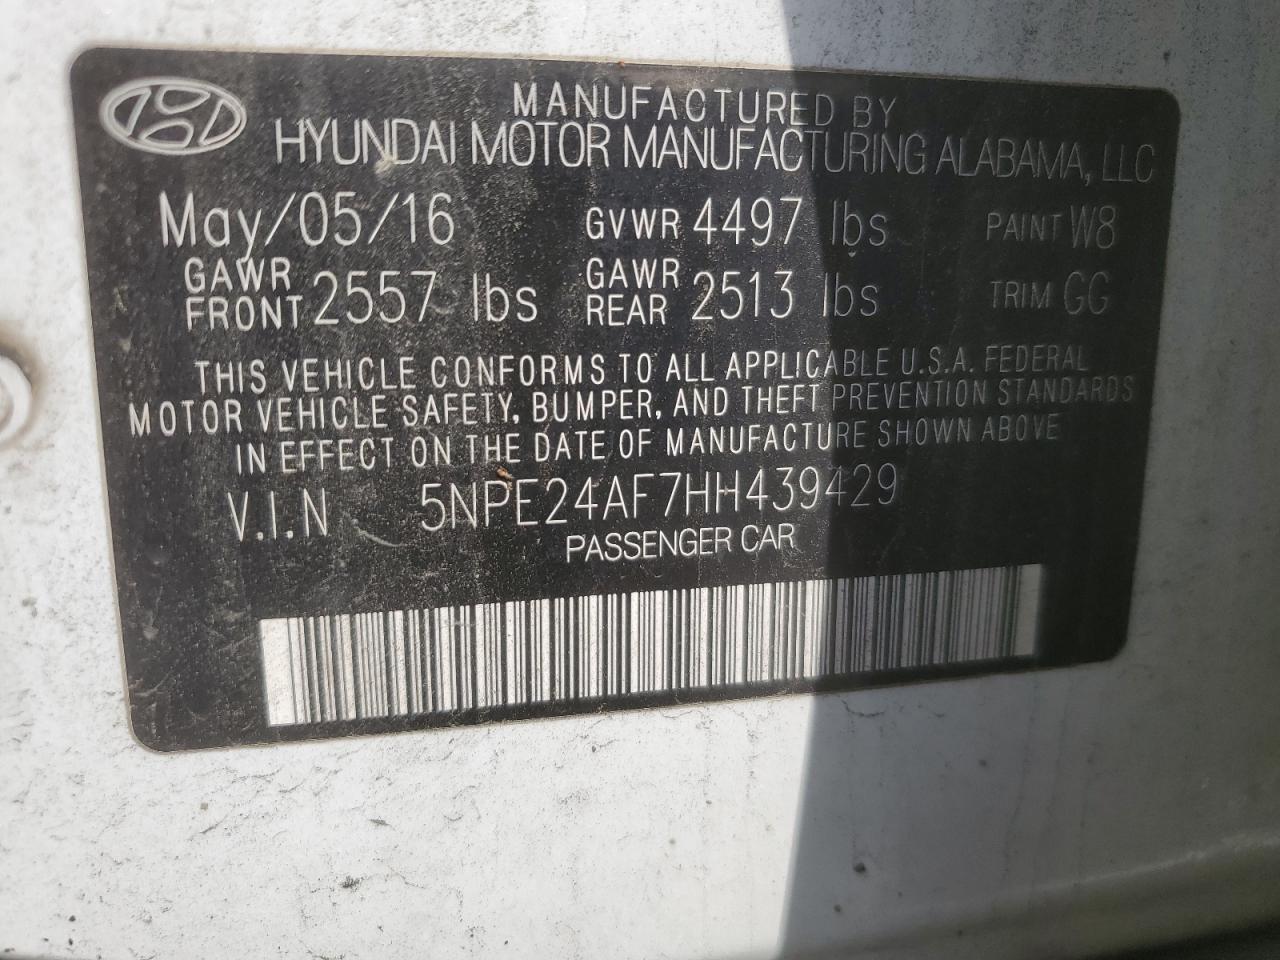 MANUFACTURED BY
HYUNDAI MOTOR MANUFACTURING ALABAMA, LLC
May/05/16 GVWR 4497 lbs PAINT W8
GAWR FRONT 2557 lbs GAWR REAR 2513 lbs TRIM GG
THIS VEHICLE CONFORMS TO ALL APPLICABLE U.S.A. FEDERAL
MOTOR VEHICLE SAFETY, BUMPER, AND THEFT PREVENTION STANDARDS
IN EFFECT ON THE DATE OF MANUFACTURE SHOWN ABOVE
V.I.N 5NPE24AF7HH439429
PASSENGER CAR